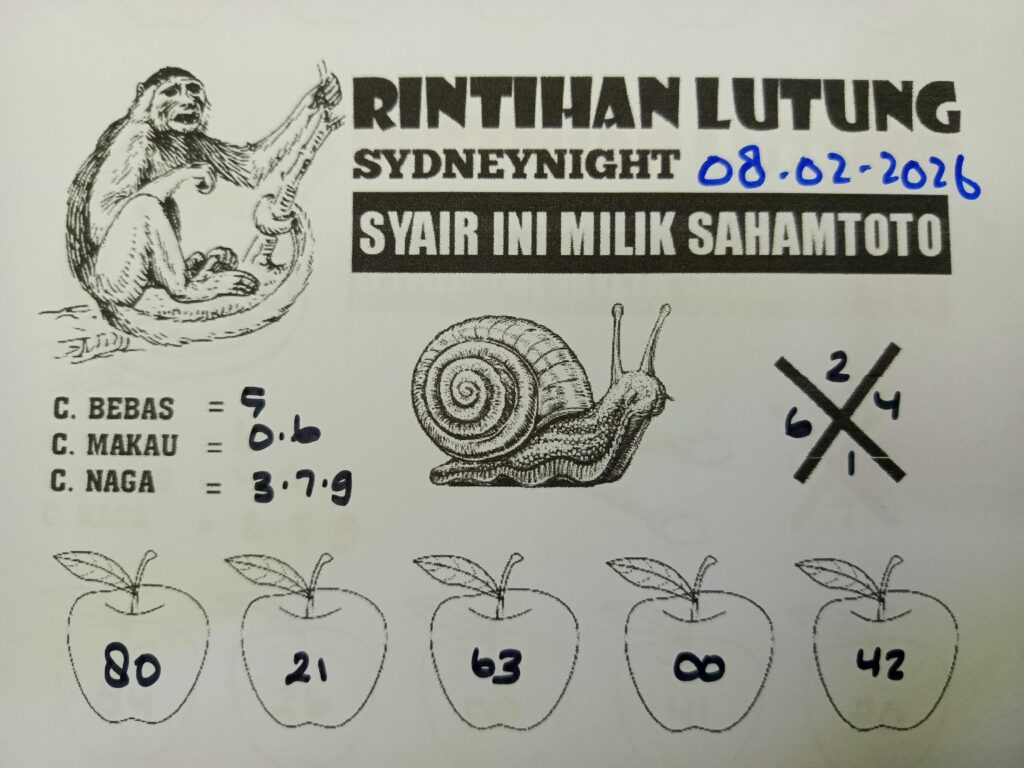 RINTIHAN LUTUNG
SYDNEYNIGHT 08.02-2026
SYAIR INI MILIK SAHAMTOTO
C. BEBAS = 5
C. MAKAU = 0.6
C. NAGA = 3.7.9
2
6 4
1
80 21 63 00 42